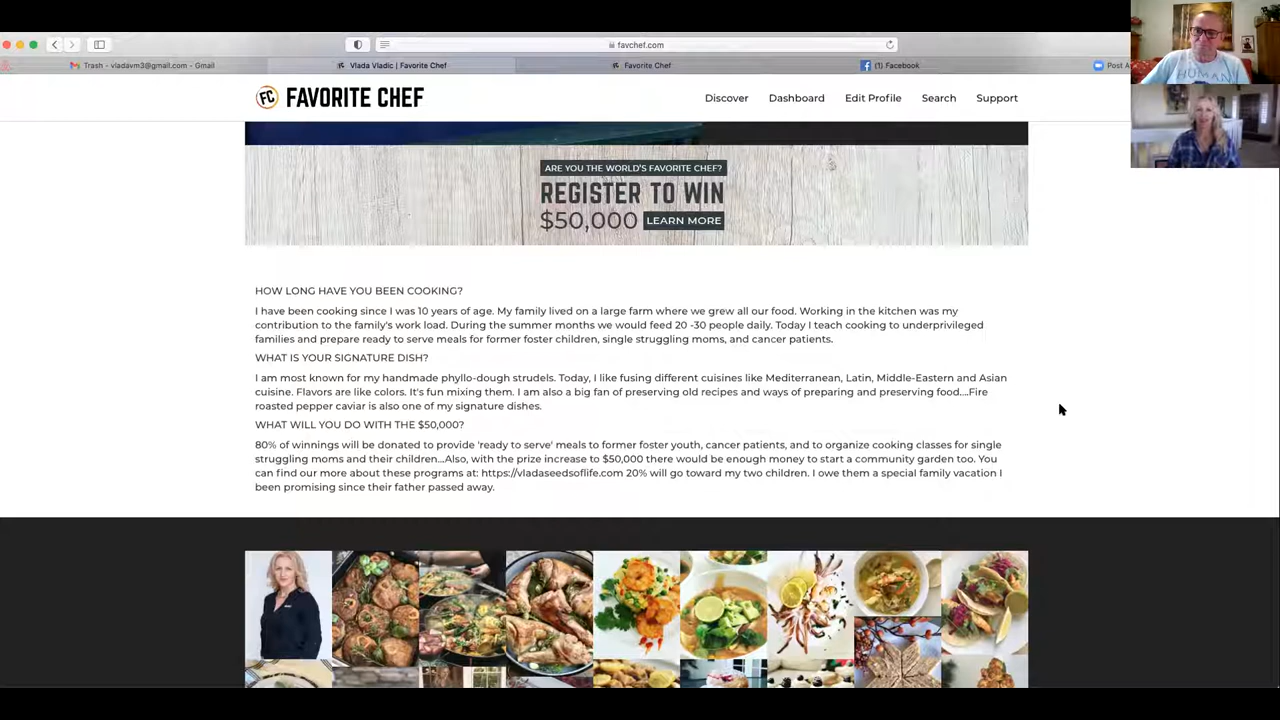 favchef.com
Trash - vladavm3@gmail.com - Gmail
Vlada Vladic | Favorite Chef
Favorite Chef
(1) Facebook
Post A
FC FAVORITE CHEF
Discover Dashboard Edit Profile Search Support
HUMAN
ARE YOU THE WORLD'S FAVORITE CHEF?
REGISTER TO WIN
$50,000 LEARN MORE
HOW LONG HAVE YOU BEEN COOKING?
I have been cooking since I was 10 years of age. My family lived on a large farm where we grew all our food. Working in the kitchen was my
contribution to the family's work load. During the summer months we would feed 20 -30 people daily. Today I teach cooking to underprivileged
families and prepare ready to serve meals for former foster children, single struggling moms, and cancer patients.
WHAT IS YOUR SIGNATURE DISH?
I am most known for my handmade phyllo-dough strudels. Today, I like fusing different cuisines like Mediterranean, Latin, Middle-Eastern and Asian
cuisine. Flavors are like colors. It's fun mixing them. I am also a big fan of preserving old recipes and ways of preparing and preserving food....Fire
roasted pepper caviar is also one of my signature dishes.
WHAT WILL YOU DO WITH THE $50,000?
80% of winnings will be donated to provide 'ready to serve' meals to former foster youth, cancer patients, and to organize cooking classes for single
struggling moms and their children...Also, with the prize increase to $50,000 there would be enough money to start a community garden too. You
can find our more about these programs at: https://vladaseedsoflife.com 20% will go toward my two children. I owe them a special family vacation I
been promising since their father passed away.